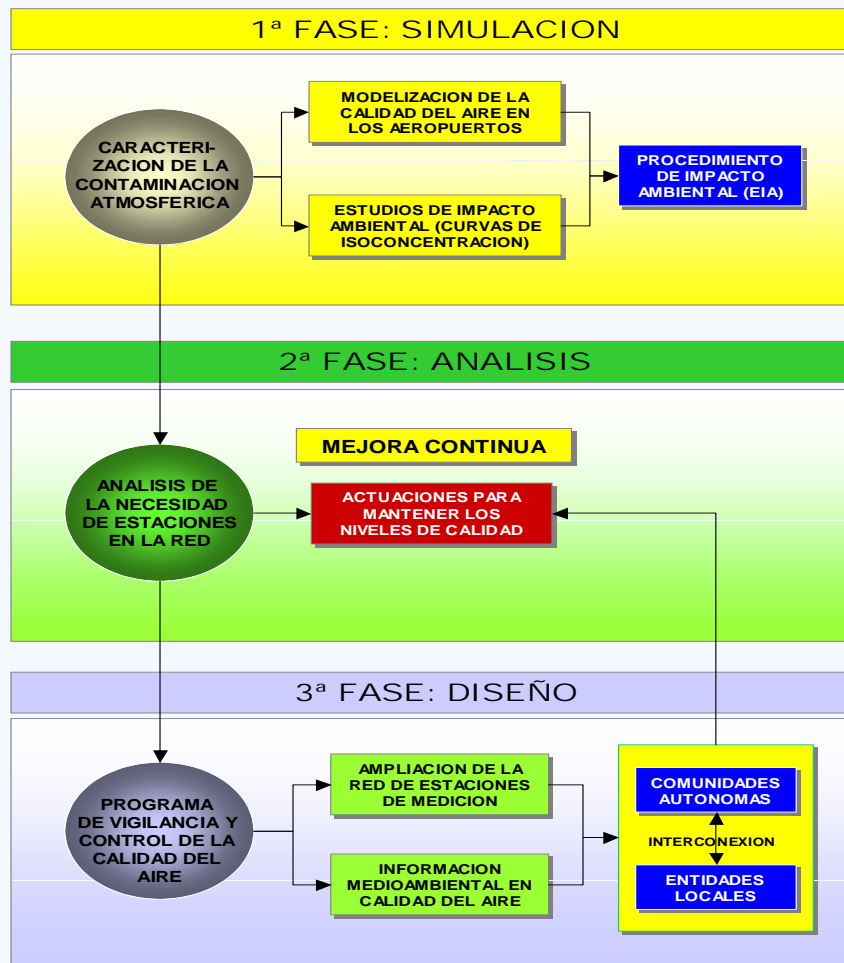 1ª FASE: SIMULACION
CARACTERI-
ZACION DE LA
CONTAMINACION
ATMOSFERICA
MODELIZACION DE LA
CALIDAD DEL AIRE EN
LOS AEROPUERTOS
ESTUDIOS DE IMPACTO
AMBIENTAL (CURVAS DE
ISOCONCENTRACION)
PROCEDIMIENTO
DE IMPACTO
AMBIENTAL (EIA)
2ª FASE: ANALISIS
MEJORA CONTINUA
ANALISIS DE
LA NECESIDAD
DE ESTACIONES
EN LA RED
ACTUACIONES PARA
MANTENER LOS
NIVELES DE CALIDAD
3ª FASE: DISEÑO
PROGRAMA
DE VIGILANCIA Y
CONTROL DE LA
CALIDAD DEL
AIRE
AMPLIACION DE LA
RED DE ESTACIONES
DE MEDICION
INFORMACION
MEDIOAMBIENTAL EN
CALIDAD DEL AIRE
COMUNIDADES
AUTONOMAS
INTERCONEXION
ENTIDADES
LOCALES